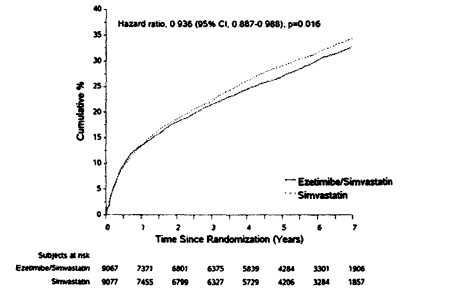 40
Hazard ratio, 0 936 (95% CI, 0.887-0 988); p=0.016
35
30
25
20
15
10
5
0
Cumulative %
Ezetimibe/Simvastatin
Simvastatin
0 1 2 3 4 5 6 7
Time Since Randomization (Years)
Subjects at risk
Ezetimibe/Simvastatin 9067 7371 6801 6375 5839 4284 3301 1906
Simvastatin 9077 7455 6799 6327 5729 4206 3284 1857